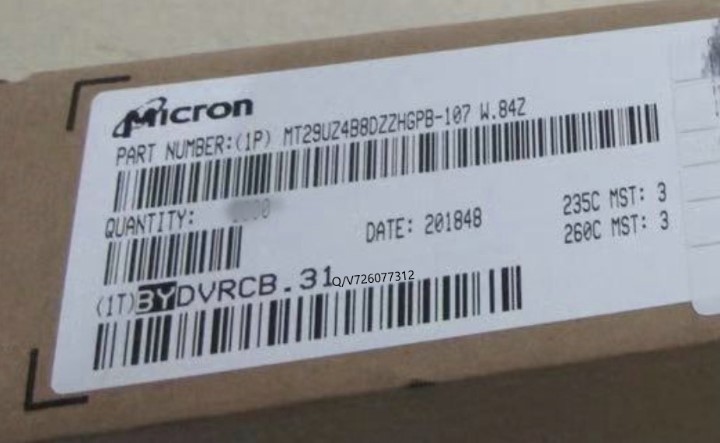 Micron
PART NUMBER:(1P) MT29UZ4B8DZZHGPB-107 W.84Z
QUANTITY:
DATE: 201848
235C MST: 3
260C MST: 3
(1T)BYDVRCB.31
Q/V726077312